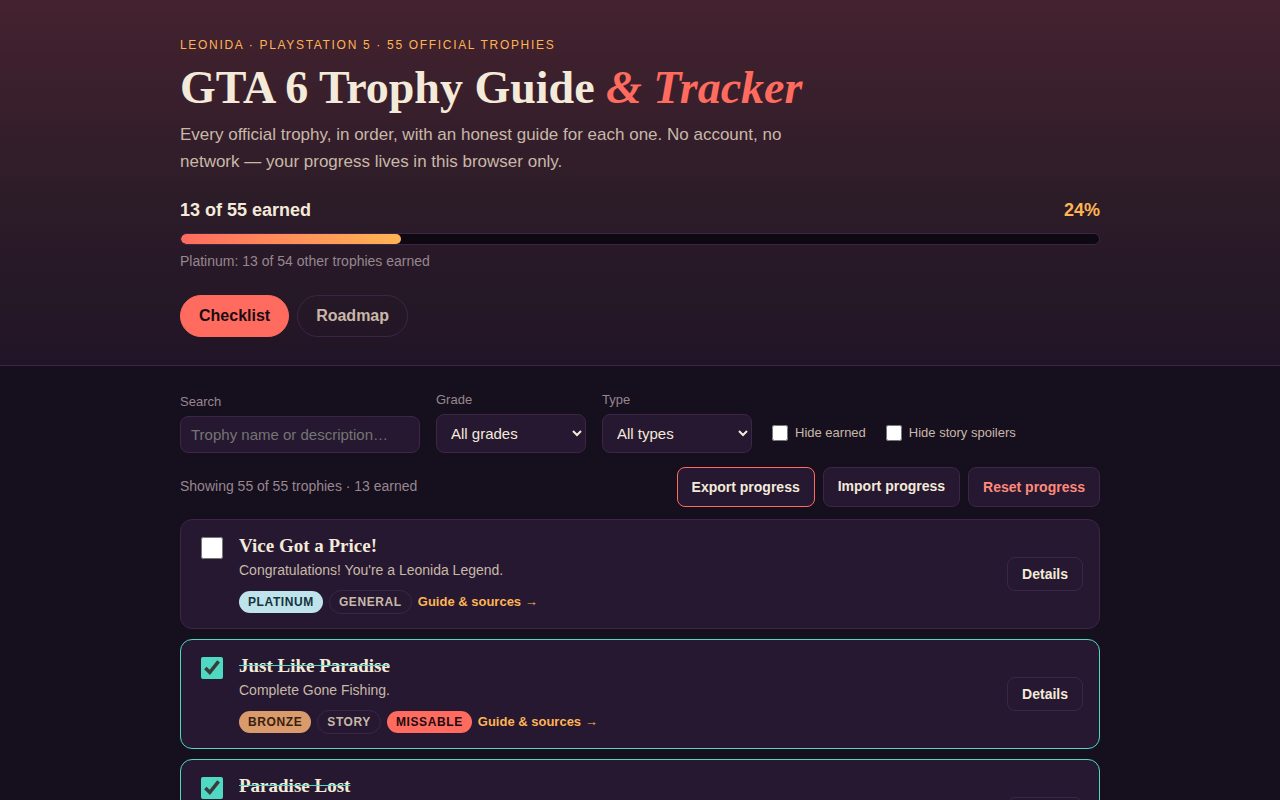 LEONIDA · PLAYSTATION 5 · 55 OFFICIAL TROPHIES
GTA 6 Trophy Guide & Tracker
Every official trophy, in order, with an honest guide for each one. No account, no
network — your progress lives in this browser only.
13 of 55 earned 24%
Platinum: 13 of 54 other trophies earned
Checklist Roadmap
Search Grade Type
Trophy name or description… All grades All types Hide earned Hide story spoilers
Showing 55 of 55 trophies · 13 earned Export progress Import progress Reset progress
Vice Got a Price!
Congratulations! You're a Leonida Legend.
PLATINUM GENERAL Guide & sources →
Details
Just Like Paradise
Complete Gone Fishing.
BRONZE STORY MISSABLE Guide & sources →
Details
Paradise Lost